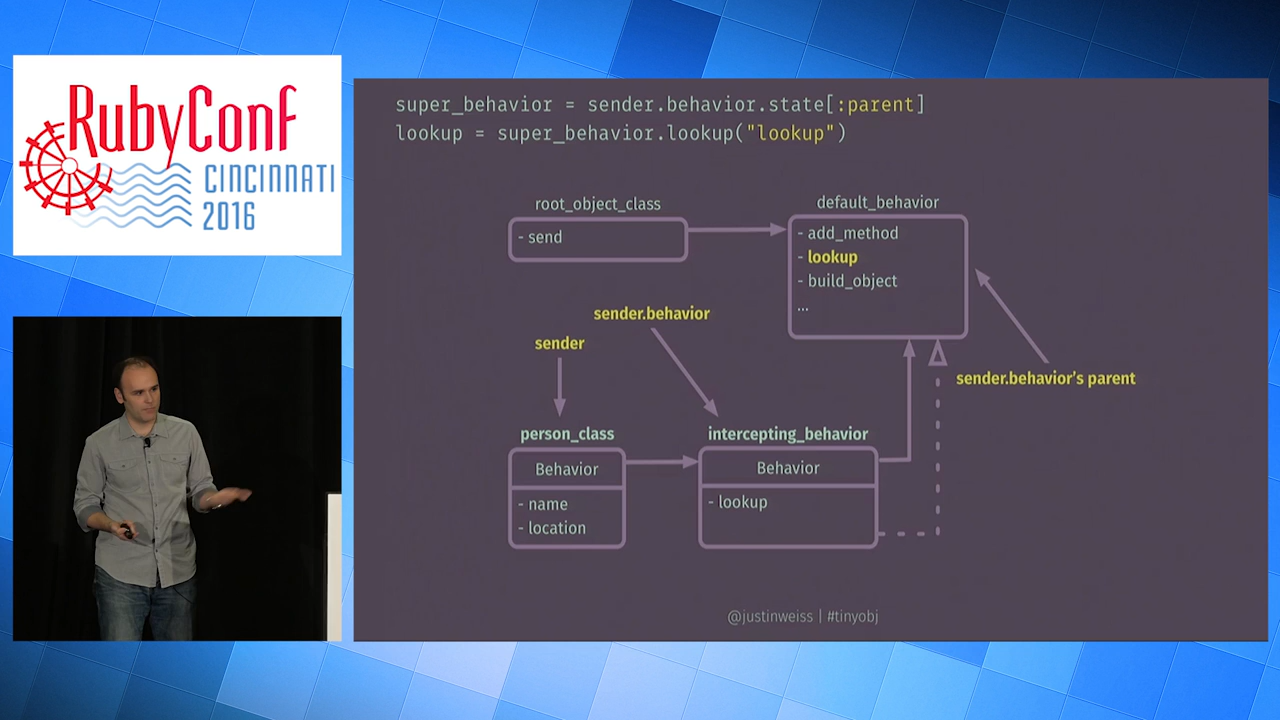 RubyConf
CINCINNATI
2016
super_behavior = sender.behavior.state[:parent]
lookup = super_behavior.lookup("lookup")
root_object_class
- send
default_behavior
- add_method
- lookup
- build_object
...
sender.behavior
sender
sender.behavior's parent
person_class
Behavior
- name
- location
intercepting_behavior
Behavior
- lookup
@justinweiss | #tinyobj